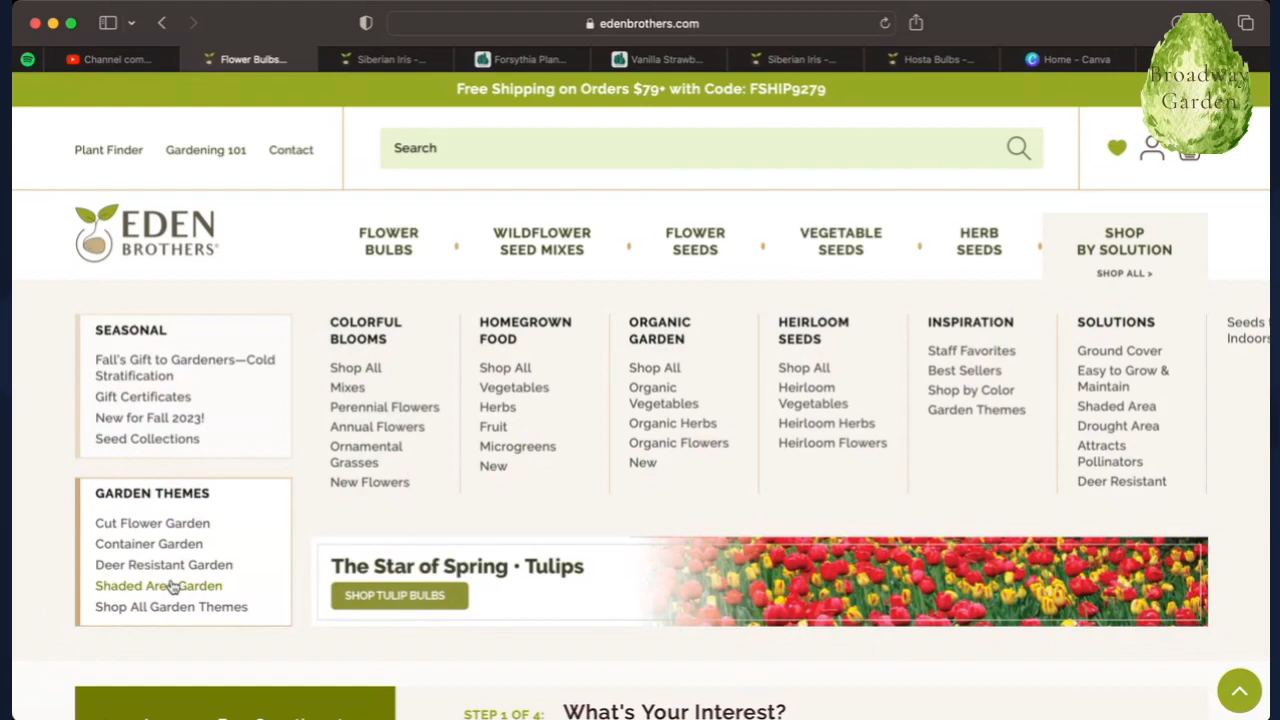 edenbrothers.com
Channel com...
Flower Bulbs...
Siberian Iris -...
Forsythia Plan...
Vanilla Strawb...
Siberian Iris -...
Hosta Bulbs -...
Home - Canva
Broadway
Garden
Free Shipping on Orders $79+ with Code: FSHIP9279
Plant Finder
Gardening 101
Contact
Search
EDEN
BROTHERS®
FLOWER
BULBS
WILDFLOWER
SEED MIXES
FLOWER
SEEDS
VEGETABLE
SEEDS
HERB
SEEDS
SHOP
BY SOLUTION
SHOP ALL >
SEASONAL
Fall's Gift to Gardeners—Cold
Stratification
Gift Certificates
New for Fall 2023!
Seed Collections
GARDEN THEMES
Cut Flower Garden
Container Garden
Deer Resistant Garden
Shaded Area Garden
Shop All Garden Themes
COLORFUL
BLOOMS
Shop All
Mixes
Perennial Flowers
Annual Flowers
Ornamental
Grasses
New Flowers
HOMEGROWN
FOOD
Shop All
Vegetables
Herbs
Fruit
Microgreens
New
ORGANIC
GARDEN
Shop All
Organic
Vegetables
Organic Herbs
Organic Flowers
New
HEIRLOOM
SEEDS
Shop All
Heirloom
Vegetables
Heirloom Herbs
Heirloom Flowers
INSPIRATION
Staff Favorites
Best Sellers
Shop by Color
Garden Themes
SOLUTIONS
Ground Cover
Easy to Grow &
Maintain
Shaded Area
Drought Area
Attracts
Pollinators
Deer Resistant
Seeds
Indoors
The Star of Spring • Tulips
SHOP TULIP BULBS
STEP 1 OF 4: What's Your Interest?